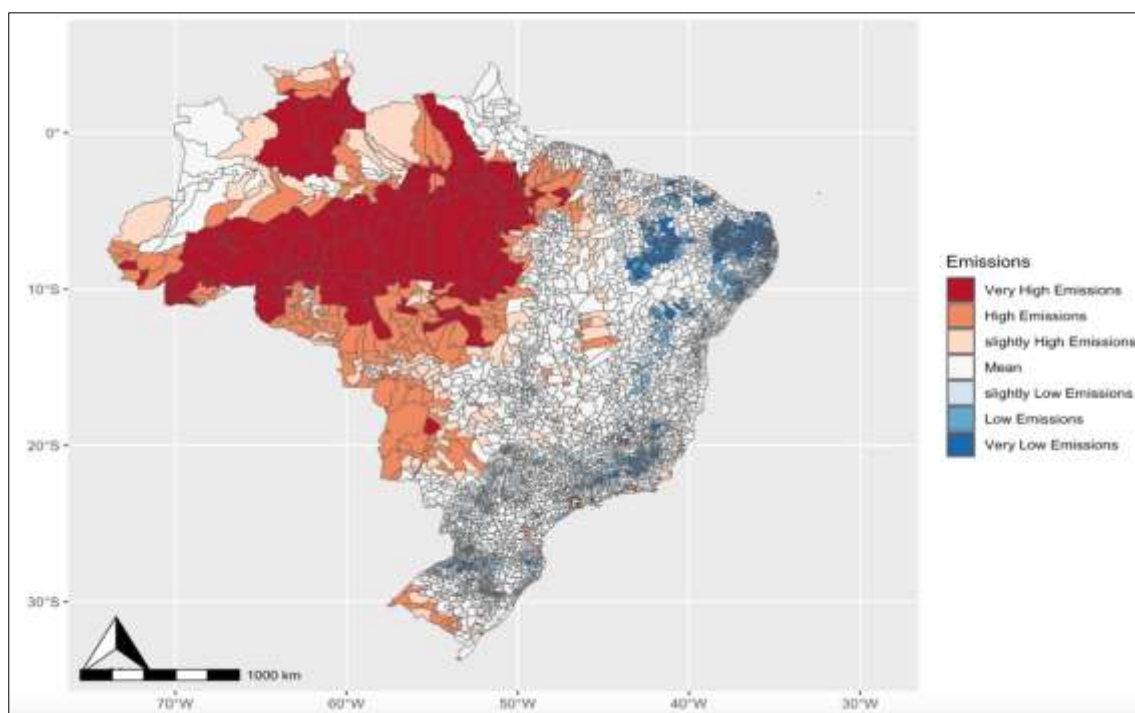 0°
10°S
20°S
30°S
70°W
60°W
50°W
40°W
30°W
1000 km
Emissions
Very High Emissions
High Emissions
slightly High Emissions
Mean
slightly Low Emissions
Low Emissions
Very Low Emissions